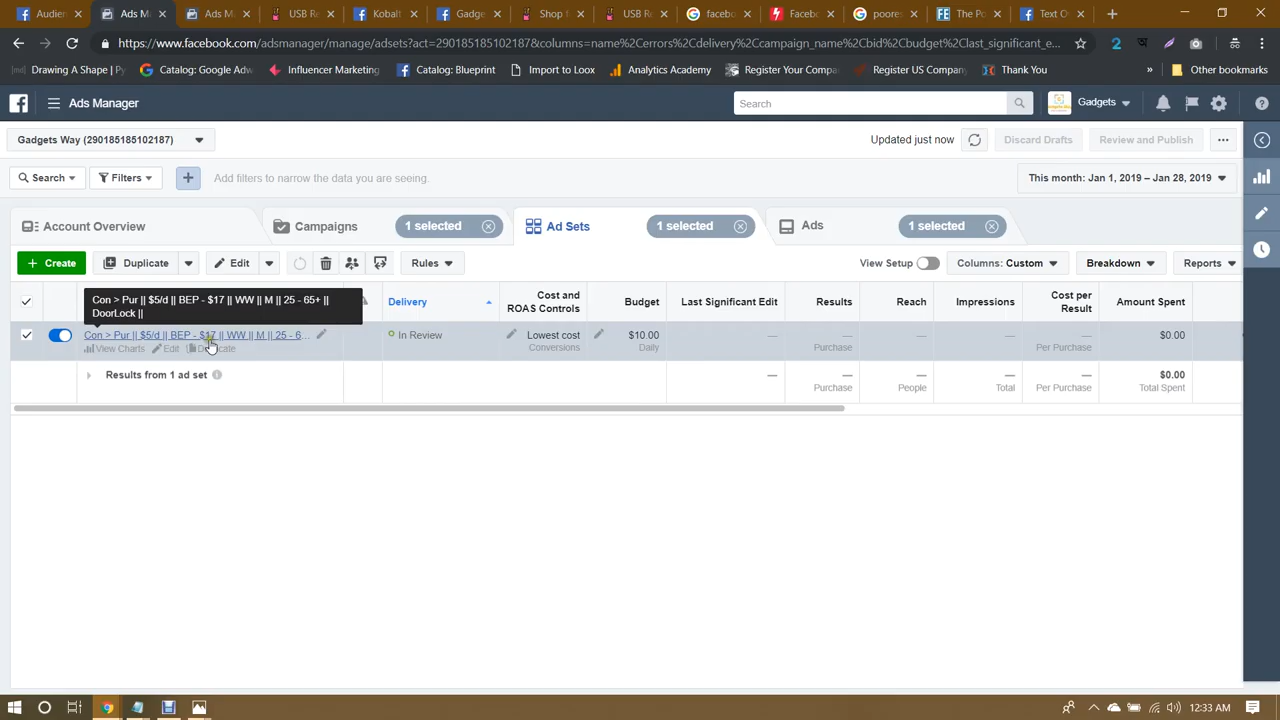 Audien
Ads M
Ads Ma
USB Re
Kobalt
Gadge
Shop f
USB Re
facebo
Facebo
poores
The Po
Text Ov
https://www.facebook.com/adsmanager/manage/adsets?act=290185185102187&columns=name%2Cerrors%2Cdelivery%2Ccampaign_name%2Cbid%2Cbudget%2Clast_significant_e...
Drawing A Shape | Py
Catalog: Google Adw
Influencer Marketing
Catalog: Blueprint
Import to Loox
Analytics Academy
Register Your Compa
Register US Company
Thank You
»
Other bookmarks
Ads Manager
Search
Gadgets
Gadgets Way (290185185102187)
Updated just now
Discard Drafts
Review and Publish
Search
Filters
Add filters to narrow the data you are seeing.
This month: Jan 1, 2019 – Jan 28, 2019
Account Overview
Campaigns
1 selected
Ad Sets
1 selected
Ads
1 selected
+ Create
Duplicate
Edit
Rules
View Setup
Columns: Custom
Breakdown
Reports
Con > Pur || $5/d || BEP - $17 || WW || M || 25 - 65+ ||
DoorLock ||
Delivery
Cost and
ROAS Controls
Budget
Last Significant Edit
Results
Reach
Impressions
Cost per
Result
Amount Spent
Con > Pur || $5/d || BEP - $17 || WW || M || 25 - 6...
In Review
Lowest cost
$10.00
—
—
—
—
—
$0.00
View Charts
Edit
Duplicate
Conversions
Daily
Purchase
Per Purchase
Results from 1 ad set
—
—
—
—
—
$0.00
Purchase
People
Total
Per Purchase
Total Spent
12:33 AM